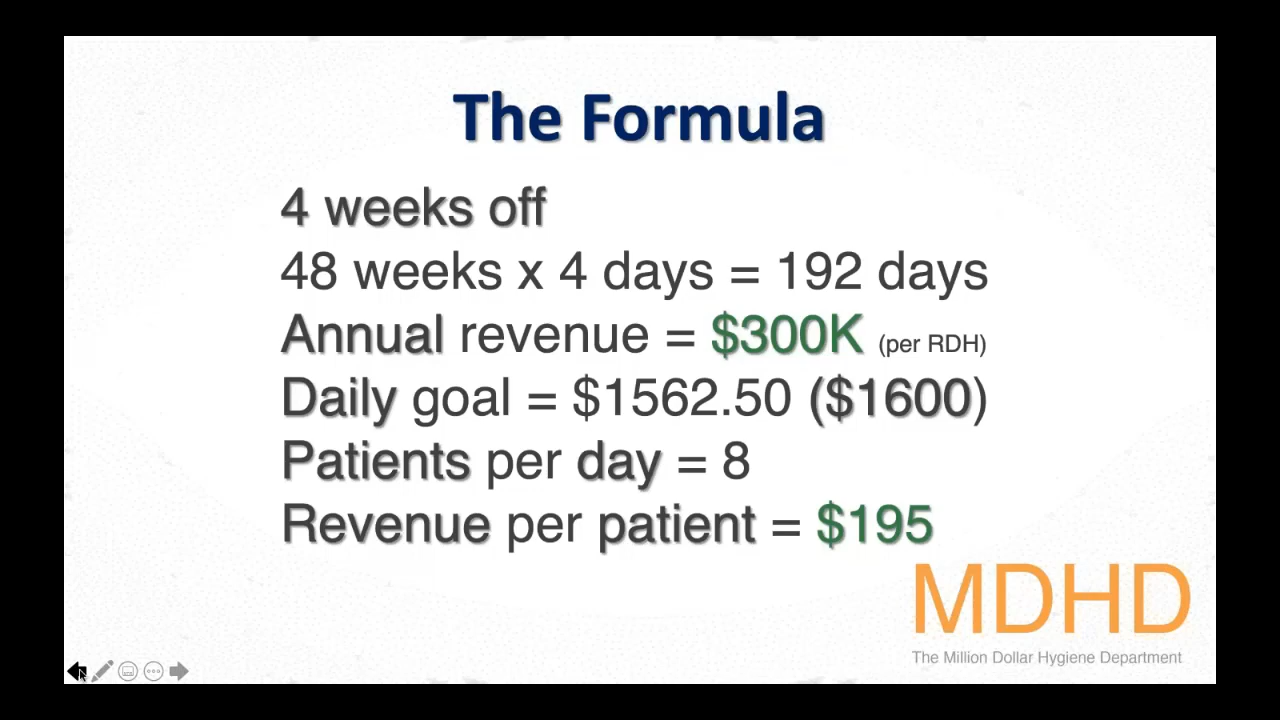 The Formula
4 weeks off
48 weeks x 4 days = 192 days
Annual revenue = $300K (per RDH)
Daily goal = $1562.50 ($1600)
Patients per day = 8
Revenue per patient = $195
MDHD
The Million Dollar Hygiene Department